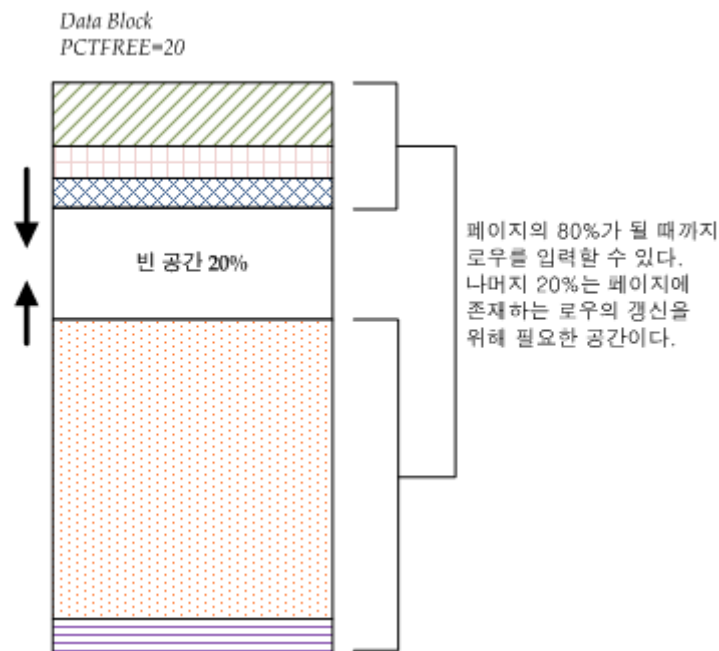 Data Block
PCTFREE=20
빈 공간 20%
페이지의 80%가 될 때까지
로우를 입력할 수 있다.
나머지 20%는 페이지에
존재하는 로우의 갱신을
위해 필요한 공간이다.